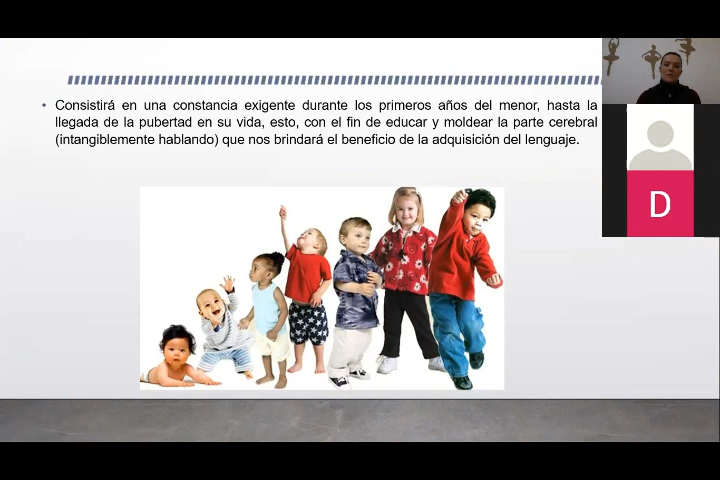 Consistirá en una constancia exigente durante los primeros años del menor, hasta la
llegada de la pubertad en su vida, esto, con el fin de educar y moldear la parte cerebral
(intangiblemente hablando) que nos brindará el beneficio de la adquisición del lenguaje.
D